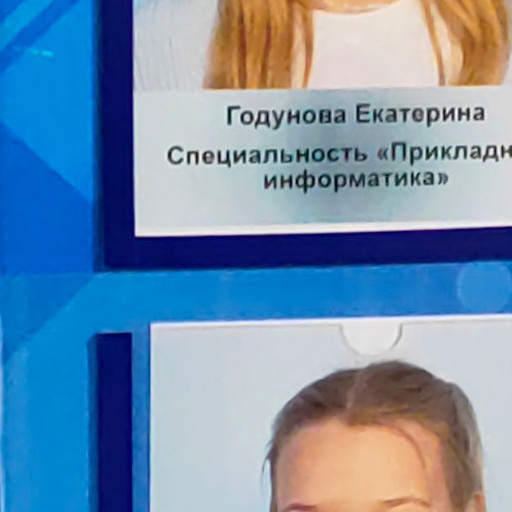 Годунова Екатерина
Специальность «Прикладн
информатика»